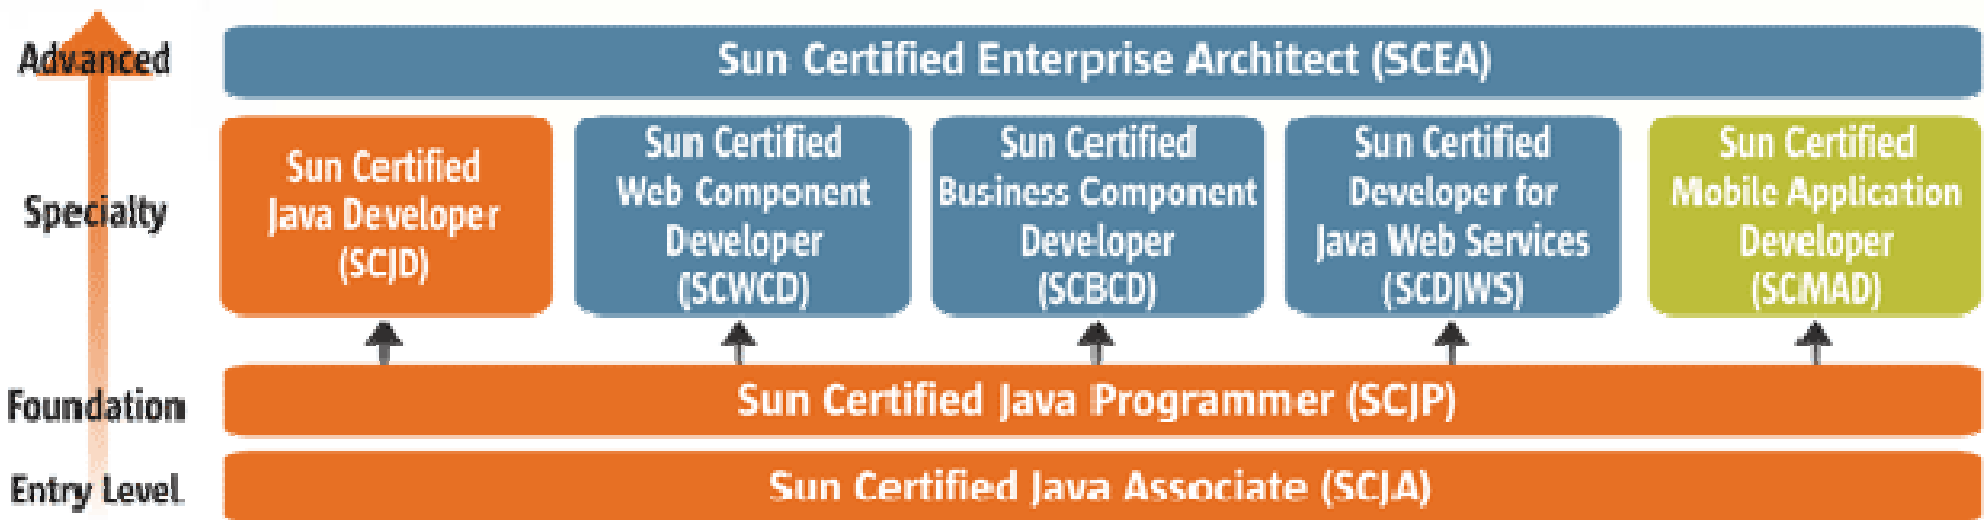 Advanced
Sun Certified Enterprise Architect (SCEA)
Specialty
Sun Certified
Java Developer
(SCJD)
Sun Certified
Web Component
Developer
(SCWCD)
Sun Certified
Business Component
Developer
(SCBCD)
Sun Certified
Developer for
Java Web Services
(SCDJWS)
Sun Certified
Mobile Application
Developer
(SCMAD)
Foundation
Sun Certified Java Programmer (SCJP)
Entry Level
Sun Certified Java Associate (SCJA)